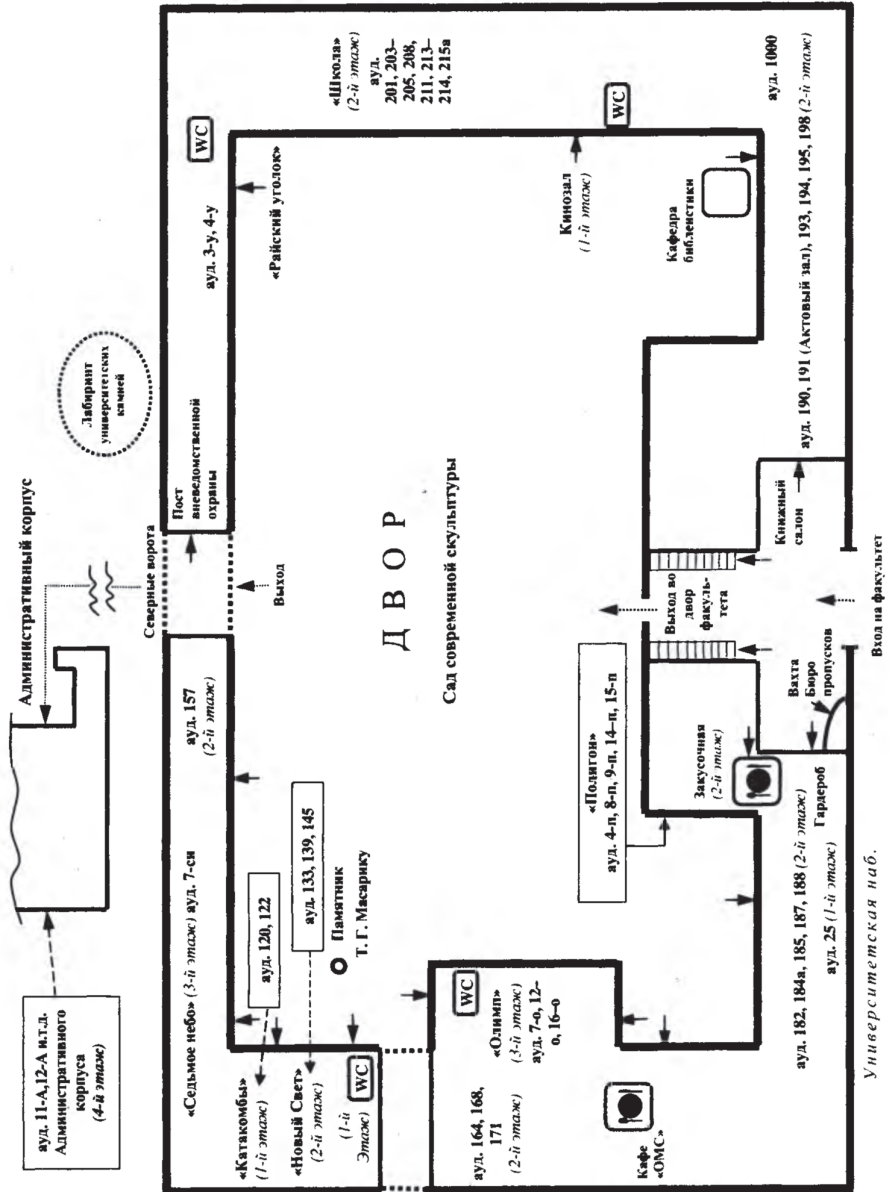 ауд. 11-А,12-А и.т.д.
Административного
корпуса
(4-й этаж)
Административный корпус
Лабиринт
университетских
камней
Северные ворота
«Седьмое небо» (3-й этаж) ауд. 7-сн
ауд. 157
(2-й этаж)
Пост
вневедомственной
охраны
ауд. 3-у, 4-у
WC
Выход
«Райский уголок»
«Школа»
(2-й этаж)
ауд.
201, 203–
205, 208,
211, 213–
214, 215а
«Катакомбы»
(1-й этаж)
ауд. 120, 122
«Новый Свет»
(2-й этаж)
ауд. 133, 139, 145
(1-й
Этаж)
WC
Памятник
Т. Г. Масарику
ДВОР
Сад современной скульптуры
Кинозал
(1-й этаж)
WC
ауд. 164, 168,
171
(2-й этаж)
WC
«Олимп»
(3-й этаж)
ауд. 7-о, 12–
о, 16–о
«Полигон»
ауд. 4-п, 8-п, 9-п, 14-п, 15-п
Кафедра
библеистики
Кафе
«ОМС»
Закусочная
(2-й этаж)
Выход во
двор
факуль-
тета
Книжный
салон
Вахта
Бюро
пропусков
Гардероб
ауд. 182, 184а, 185, 187, 188 (2-й этаж)
ауд. 25 (1-й этаж)
ауд. 190, 191 (Актовый зал), 193, 194, 195, 198 (2-й этаж)
ауд. 1000
Вход на факультет
Университетская наб.